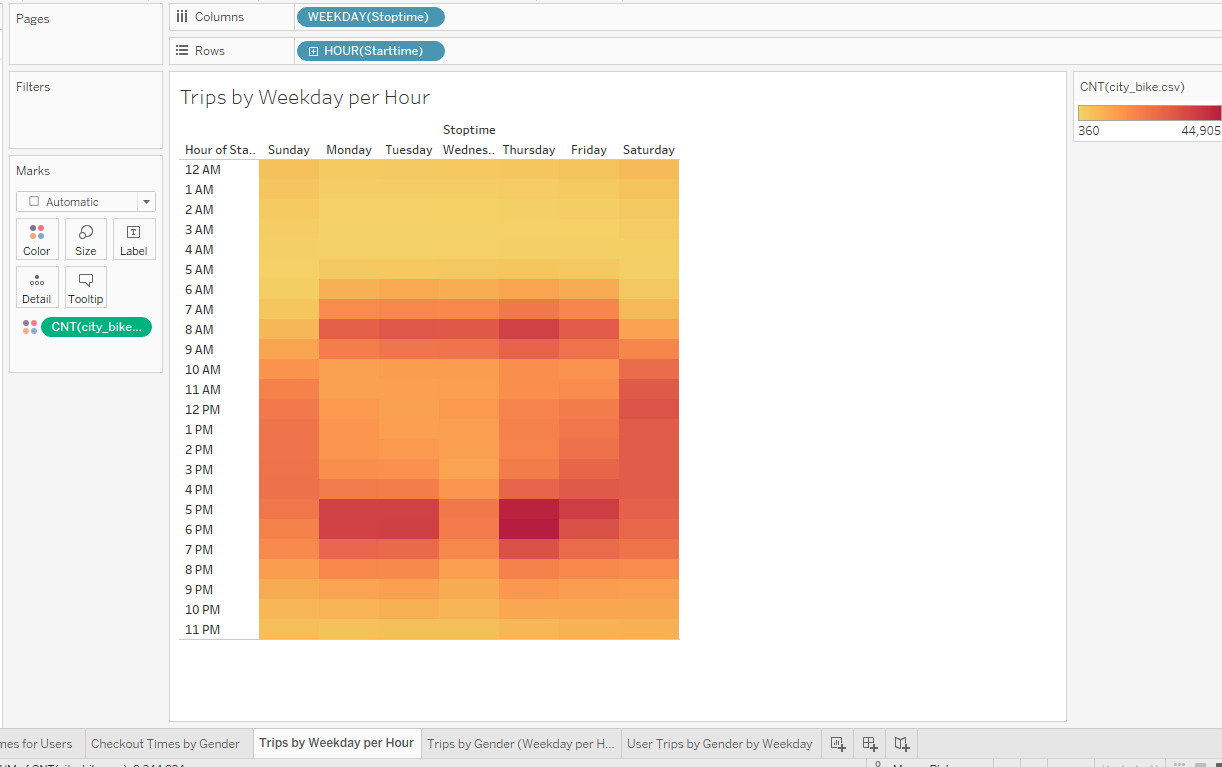 Pages
Columns WEEKDAY(Stoptime)
Rows HOUR(Starttime)
Filters
Marks
Automatic
Color Size Label
Detail Tooltip
CNT(city_bike...
Trips by Weekday per Hour
Stoptime
Hour of Sta.. Sunday Monday Tuesday Wednes.. Thursday Friday Saturday
12 AM
1 AM
2 AM
3 AM
4 AM
5 AM
6 AM
7 AM
8 AM
9 AM
10 AM
11 AM
12 PM
1 PM
2 PM
3 PM
4 PM
5 PM
6 PM
7 PM
8 PM
9 PM
10 PM
11 PM
CNT(city_bike.csv)
360 44,905
mes for Users Checkout Times by Gender Trips by Weekday per Hour Trips by Gender (Weekday per H... User Trips by Gender by Weekday